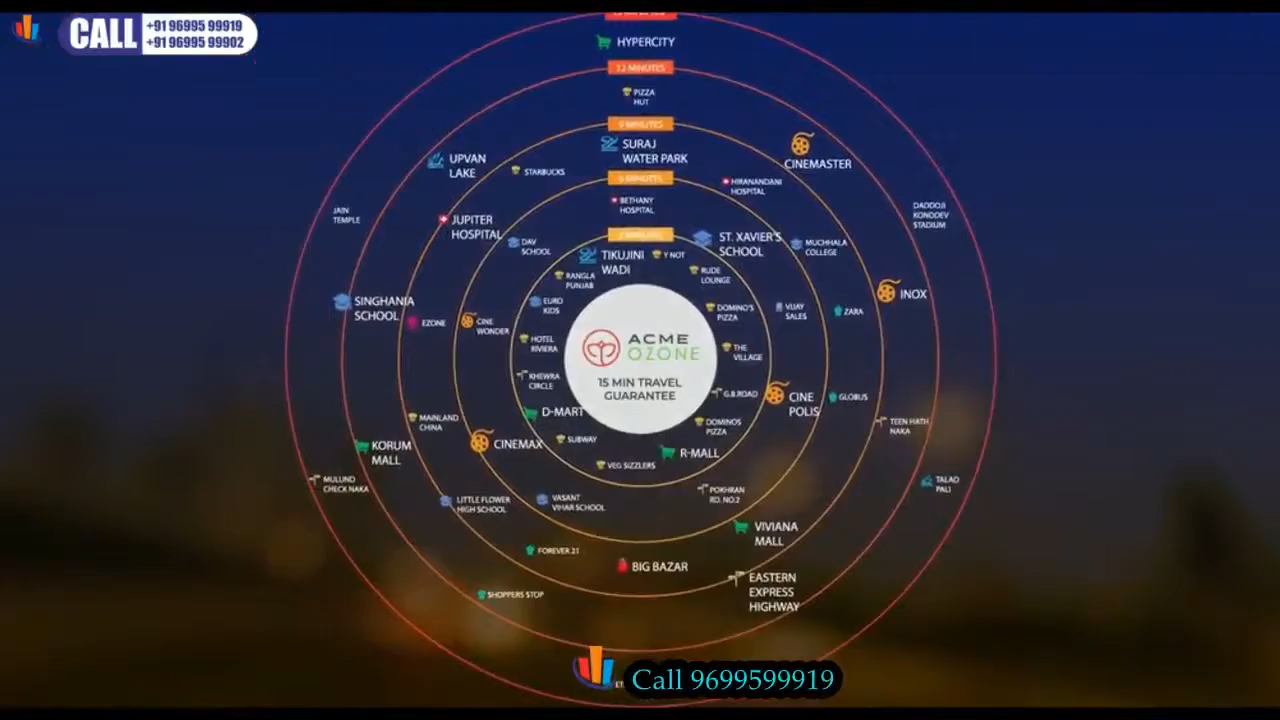 CALL
+91 96995 99919
+91 96995 99902
HYPERCITY
12 MINUTES
PIZZA
HUT
9 MINUTES
SURAJ
WATER PARK
CINEMASTER
UPVAN
LAKE
STARBUCKS
6 MINUTES
HIRANANDANI
HOSPITAL
BETHANY
HOSPITAL
JAIN
TEMPLE
DADDOJI
KONDDEV
STADIUM
JUPITER
HOSPITAL
DAV
SCHOOL
ST. XAVIER'S
SCHOOL
MUCHHALA
COLLEGE
TIKUJINI
WADI
Y NOT
RANGLA
PUNJAB
RUDE
LOUNGE
SINGHANIA
SCHOOL
EZONE
CINE
WONDER
EURO
KIDS
DOMINO'S
PIZZA
VIJAY
SALES
ZARA
INOX
HOTEL
RIVIERA
ACME
OZONE
15 MIN TRAVEL
GUARANTEE
THE
VILLAGE
KHEWRA
CIRCLE
G.B.ROAD
CINE
POLIS
GLOBUS
D-MART
MAINLAND
CHINA
DOMINOS
PIZZA
TEEN HATH
NAKA
KORUM
MALL
CINEMAX
SUBWAY
R-MALL
VEG SIZZLERS
MULUND
CHECK NAKA
TALAO
PALI
LITTLE FLOWER
HIGH SCHOOL
VASANT
VIHAR SCHOOL
POKHRAN
RD. NO.2
VIVIANA
MALL
FOREVER 21
BIG BAZAR
EASTERN
EXPRESS
HIGHWAY
SHOPPERS STOP
Call 9699599919